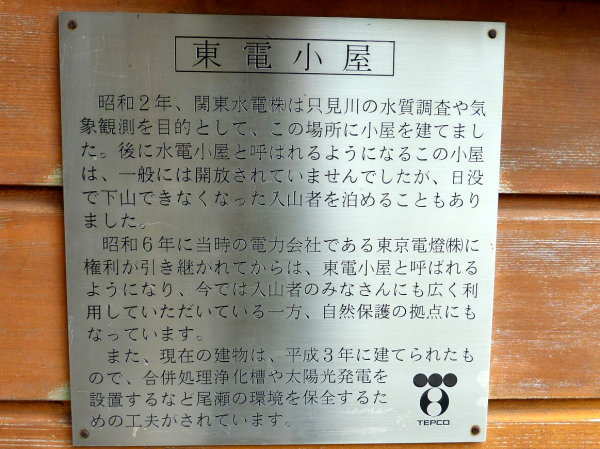 東電小屋
昭和2年、関東水電㈱は只見川の水質調査や気
象観測を目的として、この場所に小屋を建てまし
た。後に水電小屋と呼ばれるようになるこの小屋
は、一般には開放されていませんでしたが、日没
で下山できなくなった入山者を泊めることもあり
ました。
昭和6年に当時の電力会社である東京電燈㈱に
権利が引き継がれてからは、東電小屋と呼ばれる
ようになり、今では入山者のみなさんにも広く利
用していただいている一方、自然保護の拠点にも
なっています。
また、現在の建物は、平成3年に建てられたも
ので、合併処理浄化槽や太陽光発電を
設置するなど尾瀬の環境を保全するた
めの工夫がされています。
TEPCO